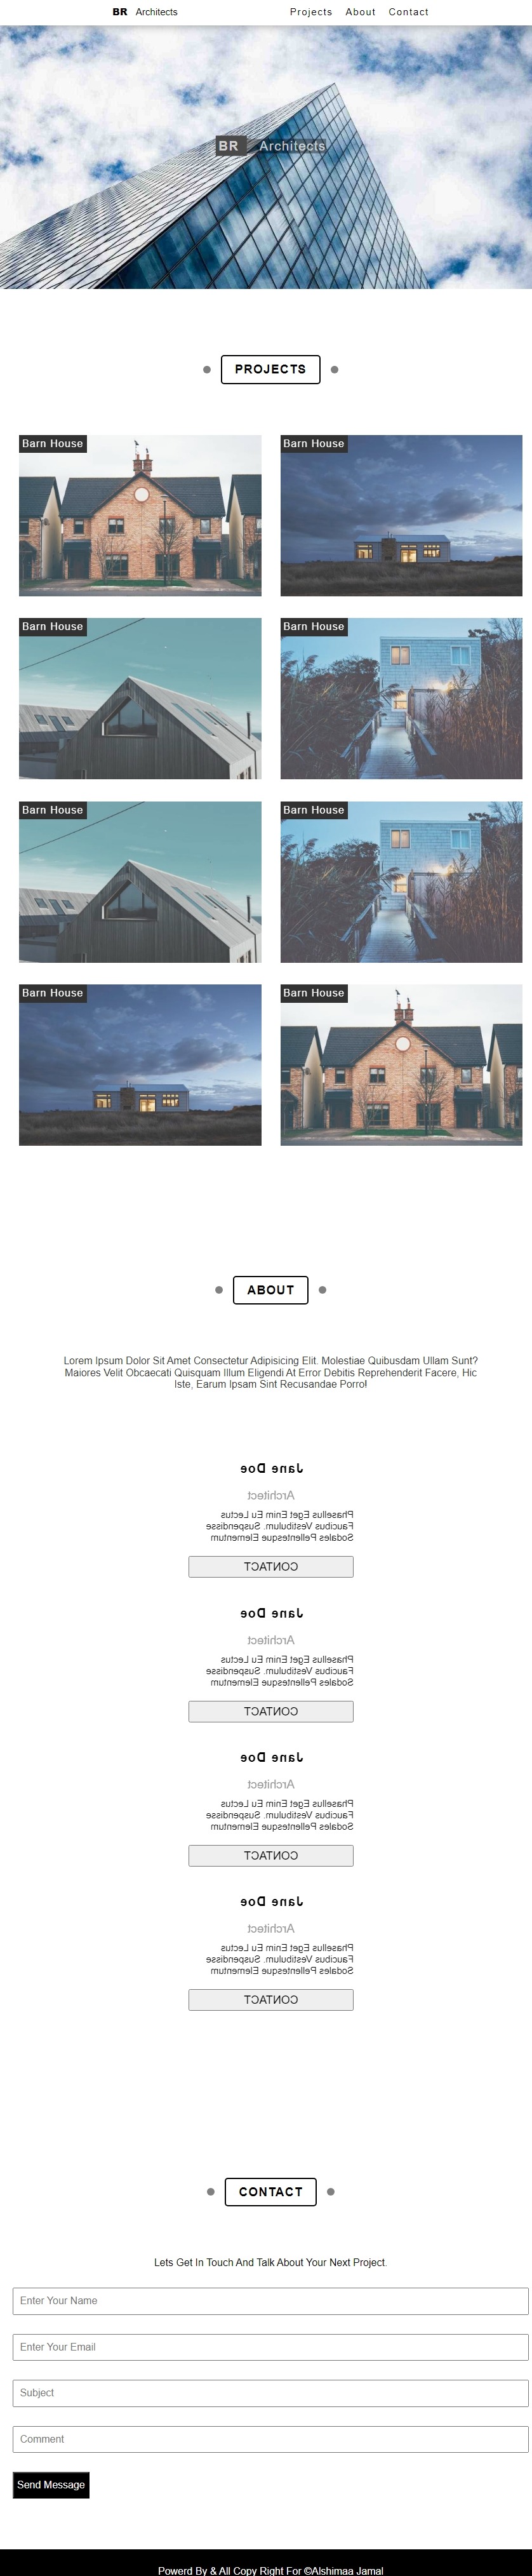 BR Architects
Projects About Contact
BR Architects
PROJECTS
Barn House
Barn House
Barn House
Barn House
Barn House
Barn House
Barn House
Barn House
ABOUT
Lorem Ipsum Dolor Sit Amet Consectetur Adipisicing Elit. Molestiae Quibusdam Ullam Sunt?
Maiores Velit Obcaecati Quisquam Illum Eligendi At Error Debitis Reprehenderit Facere, Hic
Iste, Earum Ipsam Sint Recusandae Porro!
Jane Doe
Architect
Phasellus Eget Enim Eu Lectus
Faucibus Vestibulum. Suspendisse
Sodales Pellentesque Elementum
CONTACT
Jane Doe
Architect
Phasellus Eget Enim Eu Lectus
Faucibus Vestibulum. Suspendisse
Sodales Pellentesque Elementum
CONTACT
Jane Doe
Architect
Phasellus Eget Enim Eu Lectus
Faucibus Vestibulum. Suspendisse
Sodales Pellentesque Elementum
CONTACT
Jane Doe
Architect
Phasellus Eget Enim Eu Lectus
Faucibus Vestibulum. Suspendisse
Sodales Pellentesque Elementum
CONTACT
CONTACT
Lets Get In Touch And Talk About Your Next Project.
Enter Your Name
Enter Your Email
Subject
Comment
Send Message
Powerd By & All Copy Right For ©Alshimaa Jamal